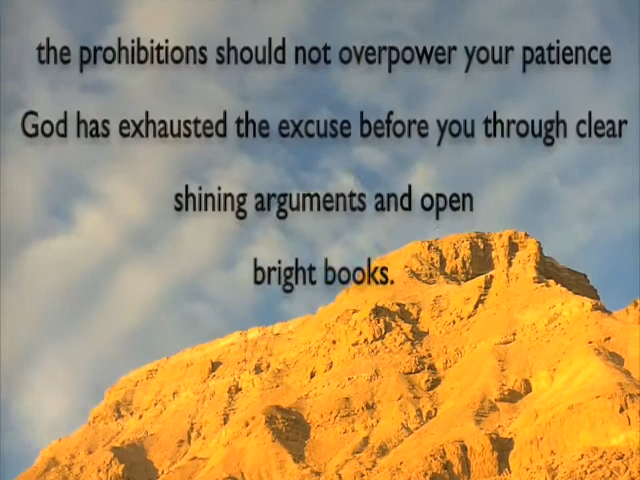 the prohibitions should not overpower your patience
God has exhausted the excuse before you through clear
shining arguments and open
bright books.